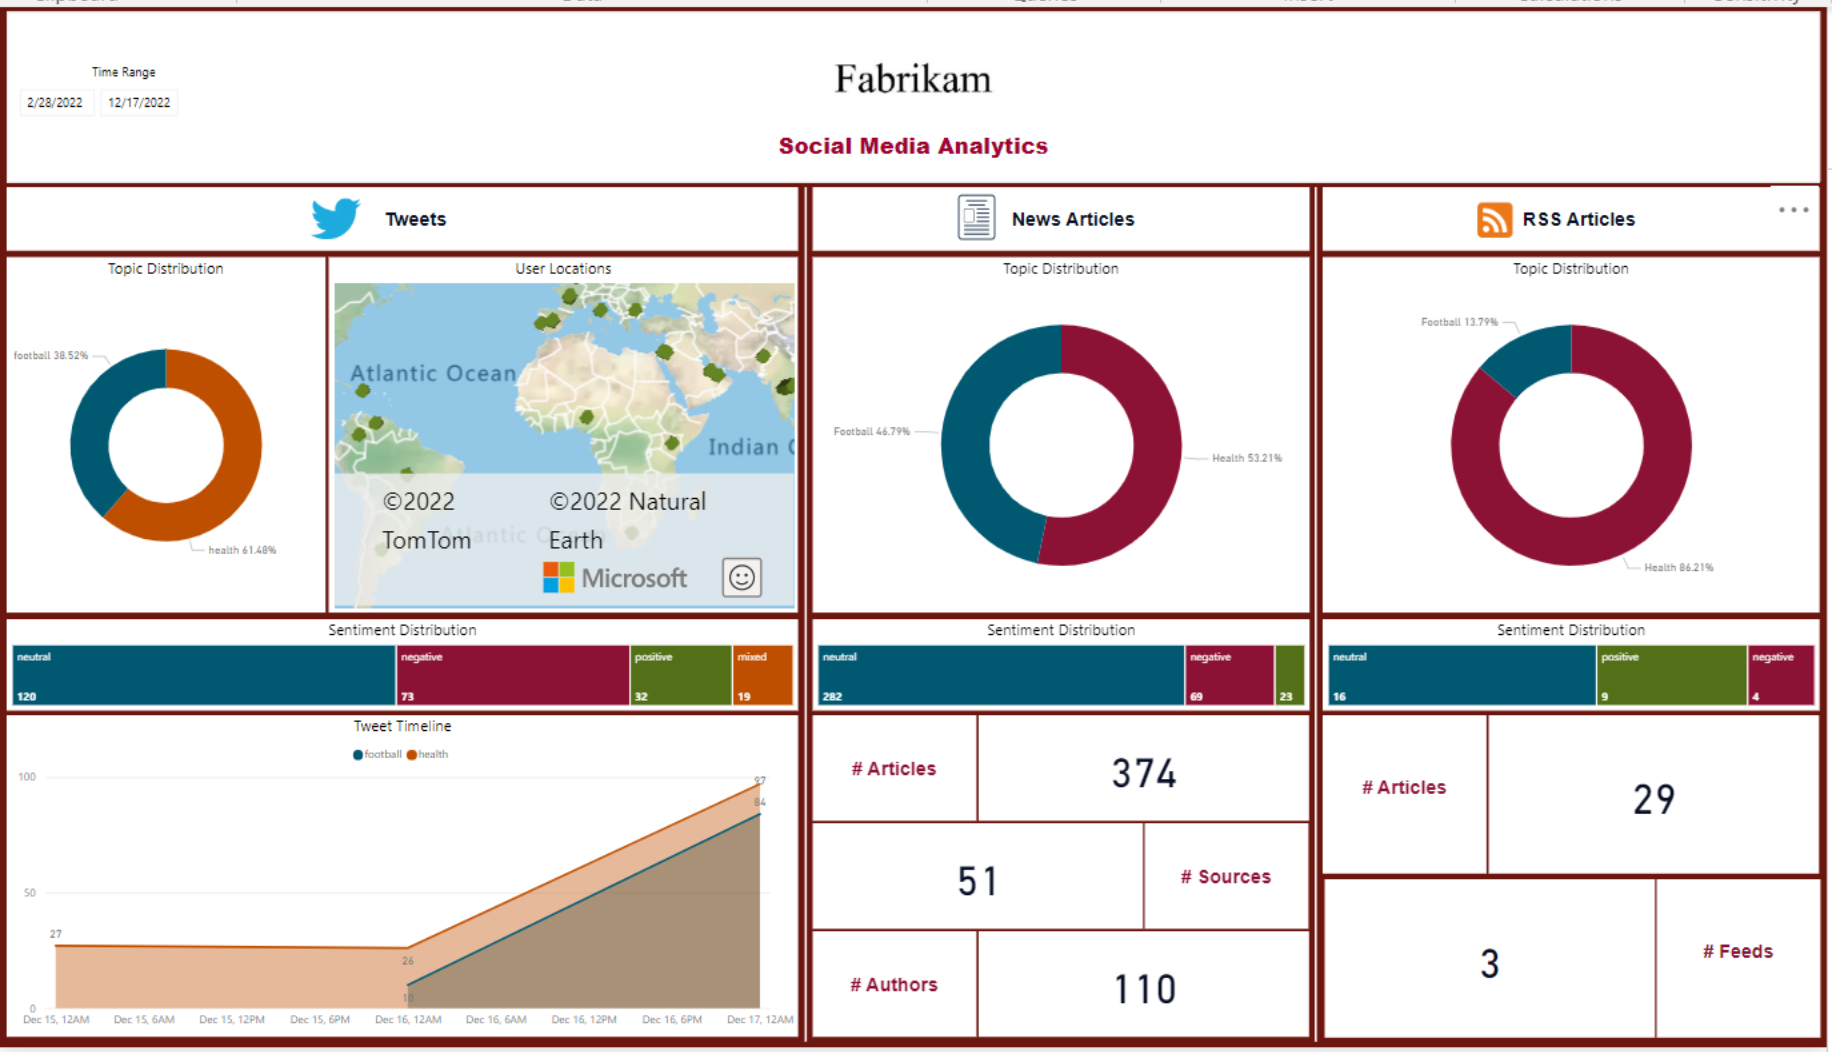 Time Range
2/28/2022 12/17/2022
Fabrikam
Social Media Analytics
Tweets
News Articles
RSS Articles
Topic Distribution
football 38.52%
health 61.48%
User Locations
Atlantic Ocean
Indian
©2022 TomTom
©2022 Natural Earth
Atlantic
Microsoft
Topic Distribution
Football 46.79%
Health 53.21%
Topic Distribution
Football 13.79%
Health 86.21%
Sentiment Distribution
neutral negative positive mixed
120 73 32 19
Sentiment Distribution
neutral negative
282 69 23
Sentiment Distribution
neutral positive negative
16 9 4
Tweet Timeline
football health
100
50
0
27
26
10
97
84
Dec 15, 12AM Dec 15, 6AM Dec 15, 12PM Dec 15, 6PM Dec 16, 12AM Dec 16, 6AM Dec 16, 12PM Dec 16, 6PM Dec 17, 12AM
# Articles 374
51 # Sources
# Authors 110
# Articles 29
3 # Feeds